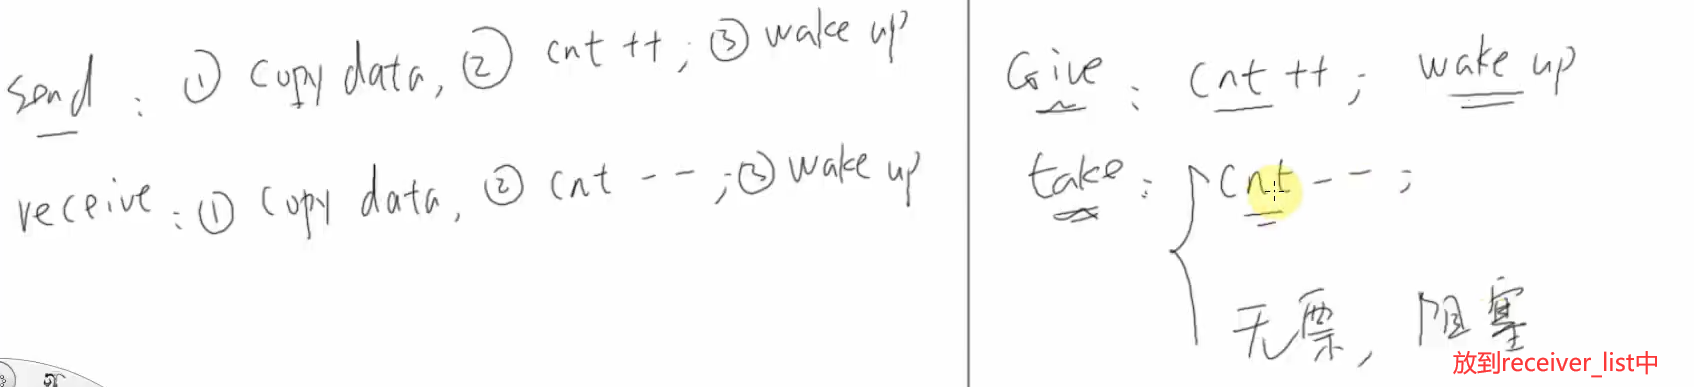 send : ① copy data, ② cnt ++; ③ wake up
receive : ① copy data, ② cnt --; ③ wake up
Give : cnt ++; wake up
take : cnt --;
无票, 阻塞
放到receiver_list中